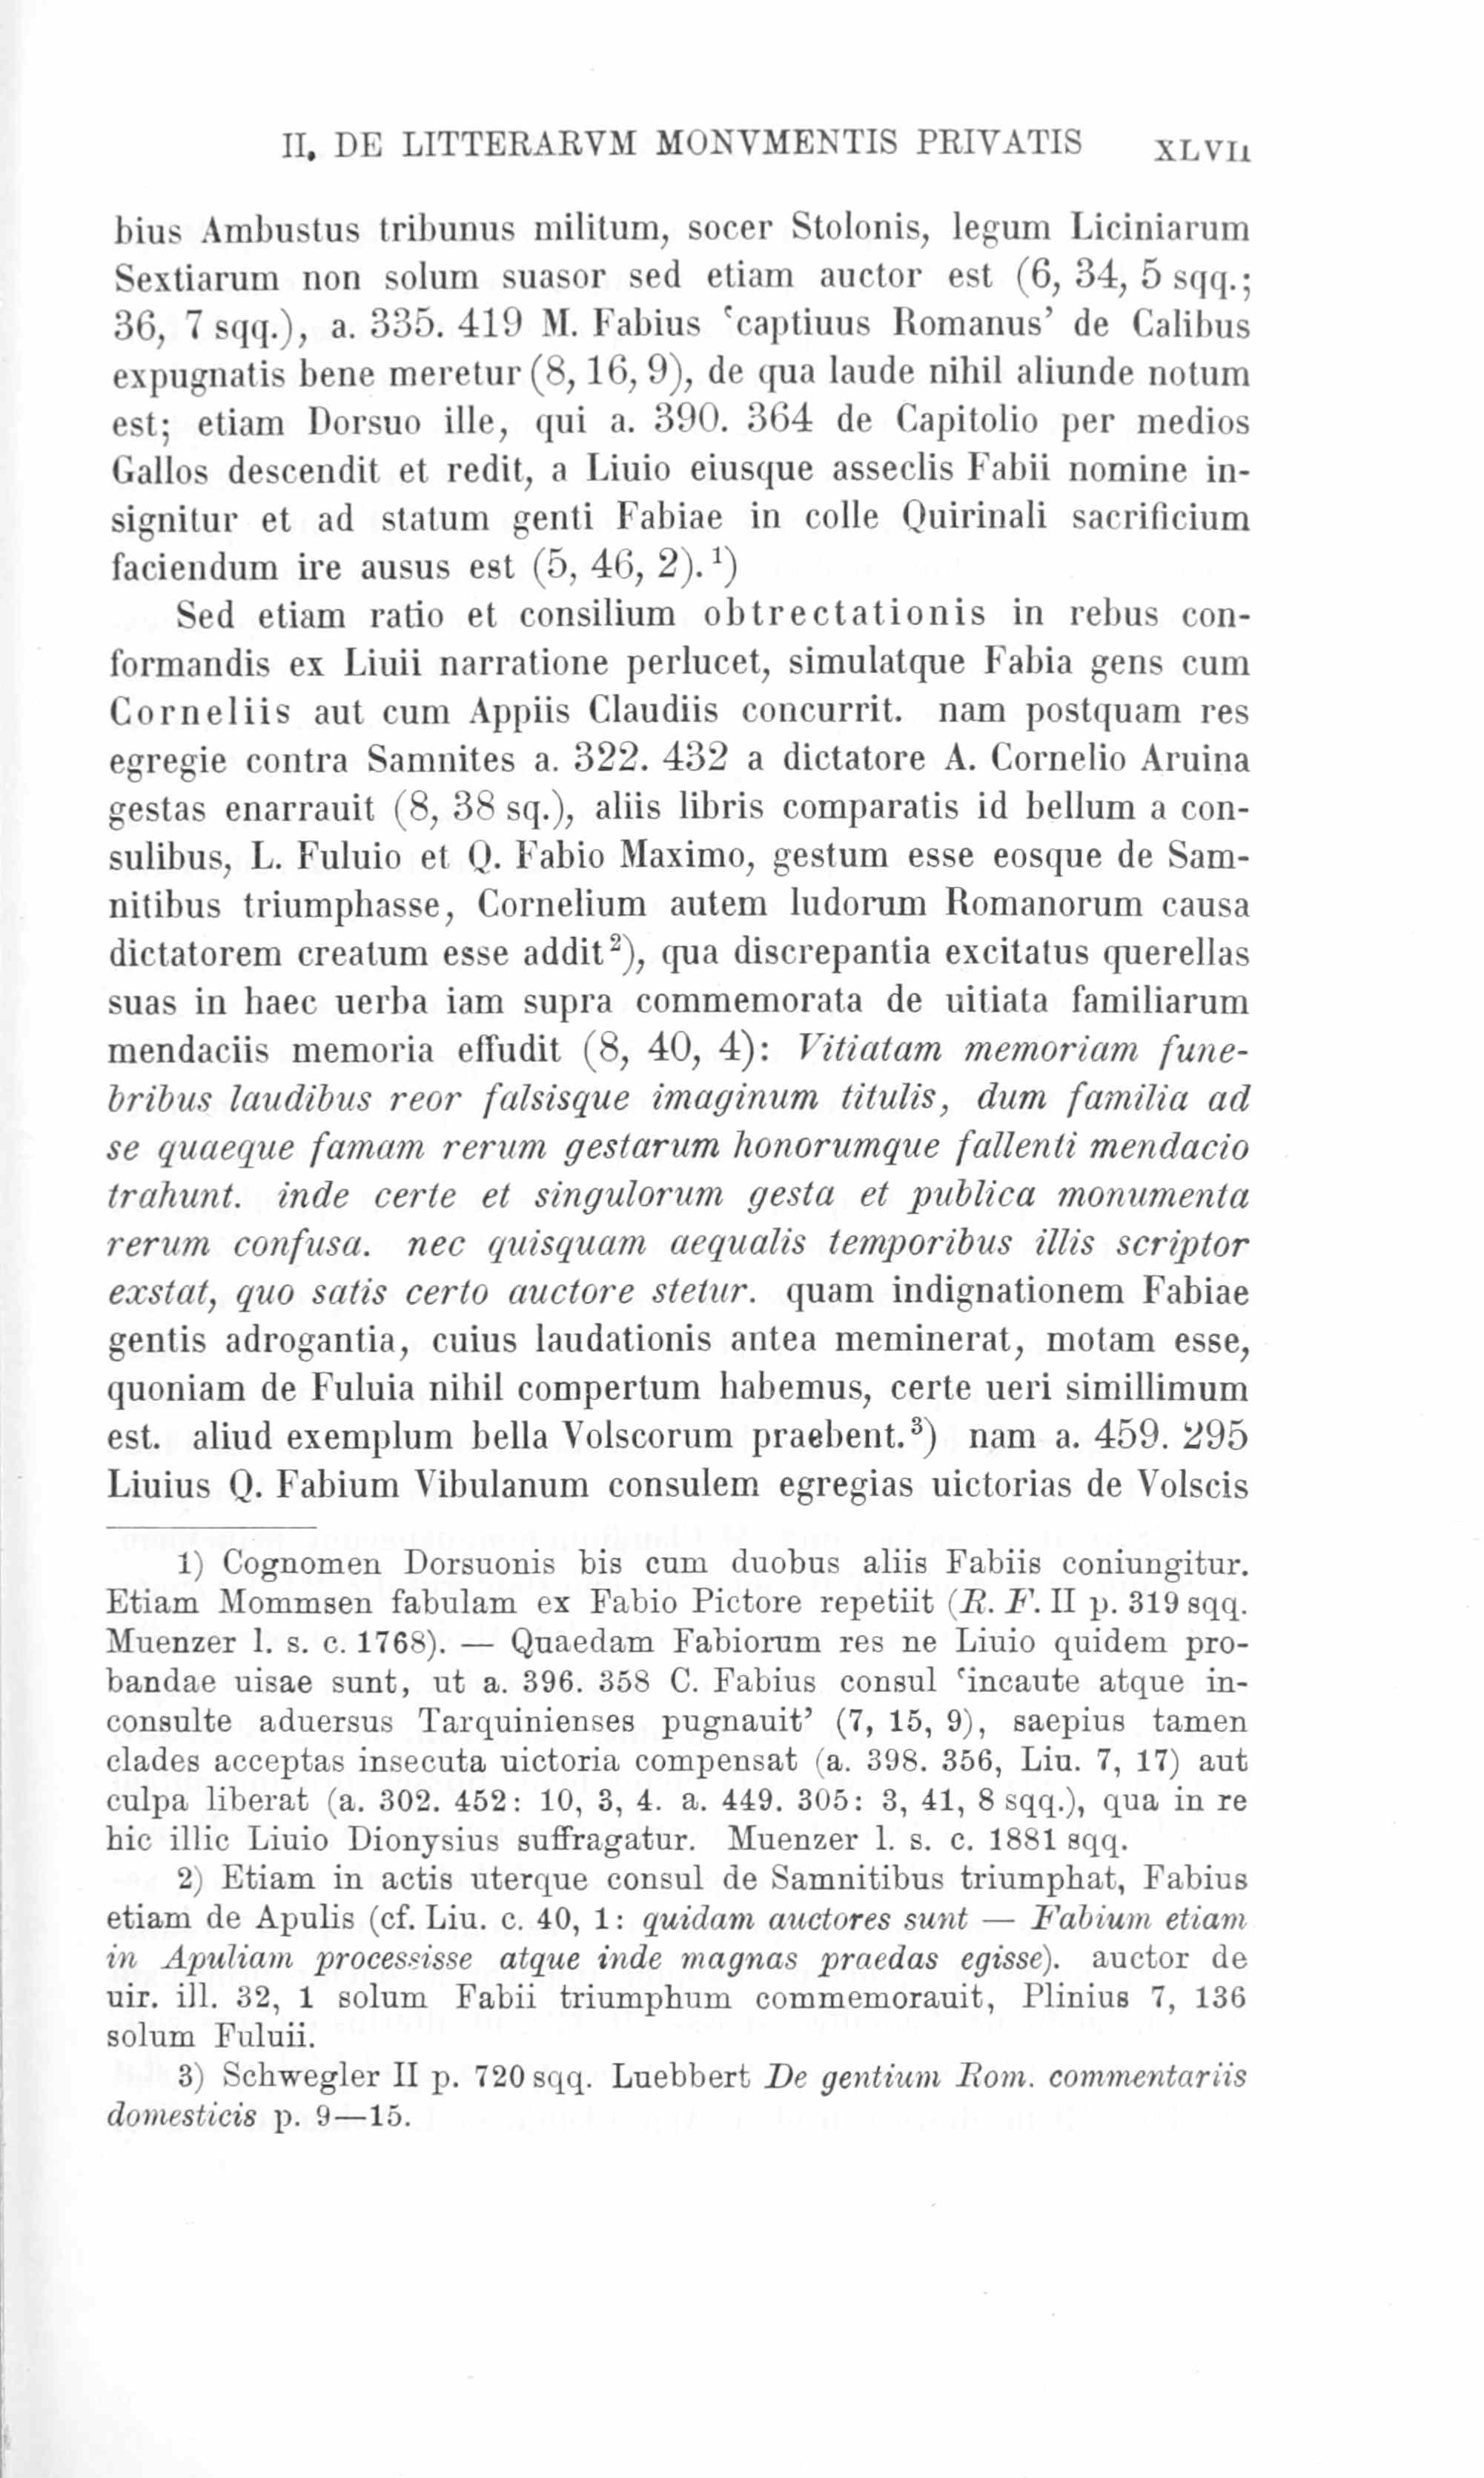 II. DE LITTERARVM MONVMENTIS PRIVATIS XLVII
bius Ambustus tribunus militum, socer Stolonis, legum Liciniarum
Sextiarum non solum suasor sed etiam auctor est (6, 34, 5 sqq.;
36, 7 sqq.), a. 335. 419 M. Fabius ‘captiuus Romanus’ de Calibus
expugnatis bene meretur (8, 16, 9), de qua laude nihil aliunde notum
est; etiam Dorsuo ille, qui a. 390. 364 de Capitolio per medios
Gallos descendit et redit, a Liuio eiusque asseclis Fabii nomine in-
signitur et ad statum genti Fabiae in colle Quirinali sacrificium
faciendum ire ausus est (5, 46, 2).¹)
Sed etiam ratio et consilium obtrectationis in rebus con-
formandis ex Liuii narratione perlucet, simulatque Fabia gens cum
Corneliis aut cum Appiis Claudiis concurrit. nam postquam res
egregie contra Samnites a. 322. 432 a dictatore A. Cornelio Aruina
gestas enarrauit (8, 38 sq.), aliis libris comparatis id bellum a con-
sulibus, L. Fuluio et Q. Fabio Maximo, gestum esse eosque de Sam-
nitibus triumphasse, Cornelium autem ludorum Romanorum causa
dictatorem creatum esse addit²), qua discrepantia excitatus querellas
suas in haec uerba iam supra commemorata de uitiata familiarum
mendaciis memoria effudit (8, 40, 4): Vitiatam memoriam fune-
bribus laudibus reor falsisque imaginum titulis, dum familia ad
se quaeque famam rerum gestarum honorumque fallenti mendacio
trahunt. inde certe et singulorum gesta et publica monumenta
rerum confusa. nec quisquam aequalis temporibus illis scriptor
exstat, quo satis certo auctore stetur. quam indignationem Fabiae
gentis adrogantia, cuius laudationis antea meminerat, motam esse,
quoniam de Fuluia nihil compertum habemus, certe ueri simillimum
est. aliud exemplum bella Volscorum praebent.³) nam a. 459. 295
Liuius Q. Fabium Vibulanum consulem egregias uictorias de Volscis
1) Cognomen Dorsuonis bis cum duobus aliis Fabiis coniungitur.
Etiam Mommsen fabulam ex Fabio Pictore repetiit (R. F. II p. 319 sqq.
Muenzer l. s. c. 1768). — Quaedam Fabiorum res ne Liuio quidem pro-
bandae uisae sunt, ut a. 396. 358 C. Fabius consul ‘incaute atque in-
consulte aduersus Tarquinienses pugnauit’ (7, 15, 9), saepius tamen
clades acceptas insecuta uictoria compensat (a. 398. 356, Liu. 7, 17) aut
culpa liberat (a. 302. 452: 10, 3, 4. a. 449. 305: 3, 41, 8 sqq.), qua in re
hic illic Liuio Dionysius suffragatur. Muenzer l. s. c. 1881 sqq.
2) Etiam in actis uterque consul de Samnitibus triumphat, Fabius
etiam de Apulis (cf. Liu. c. 40, 1: quidam auctores sunt — Fabium etiam
in Apuliam processisse atque inde magnas praedas egisse). auctor de
uir. ill. 32, 1 solum Fabii triumphum commemorauit, Plinius 7, 136
solum Fuluii.
3) Schwegler II p. 720 sqq. Luebbert De gentium Rom. commentariis
domesticis p. 9—15.